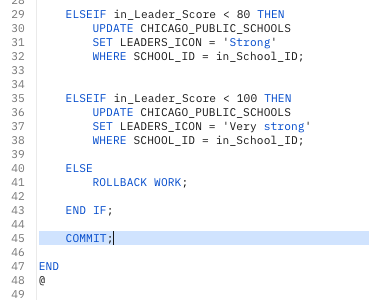 28
29 ELSEIF in_Leader_Score < 80 THEN
30 UPDATE CHICAGO_PUBLIC_SCHOOLS
31 SET LEADERS_ICON = 'Strong'
32 WHERE SCHOOL_ID = in_School_ID;
33
34
35 ELSEIF in_Leader_Score < 100 THEN
36 UPDATE CHICAGO_PUBLIC_SCHOOLS
37 SET LEADERS_ICON = 'Very strong'
38 WHERE SCHOOL_ID = in_School_ID;
39
40 ELSE
41 ROLLBACK WORK;
42
43 END IF;
44
45 COMMIT;
46
47 END
48 @
49